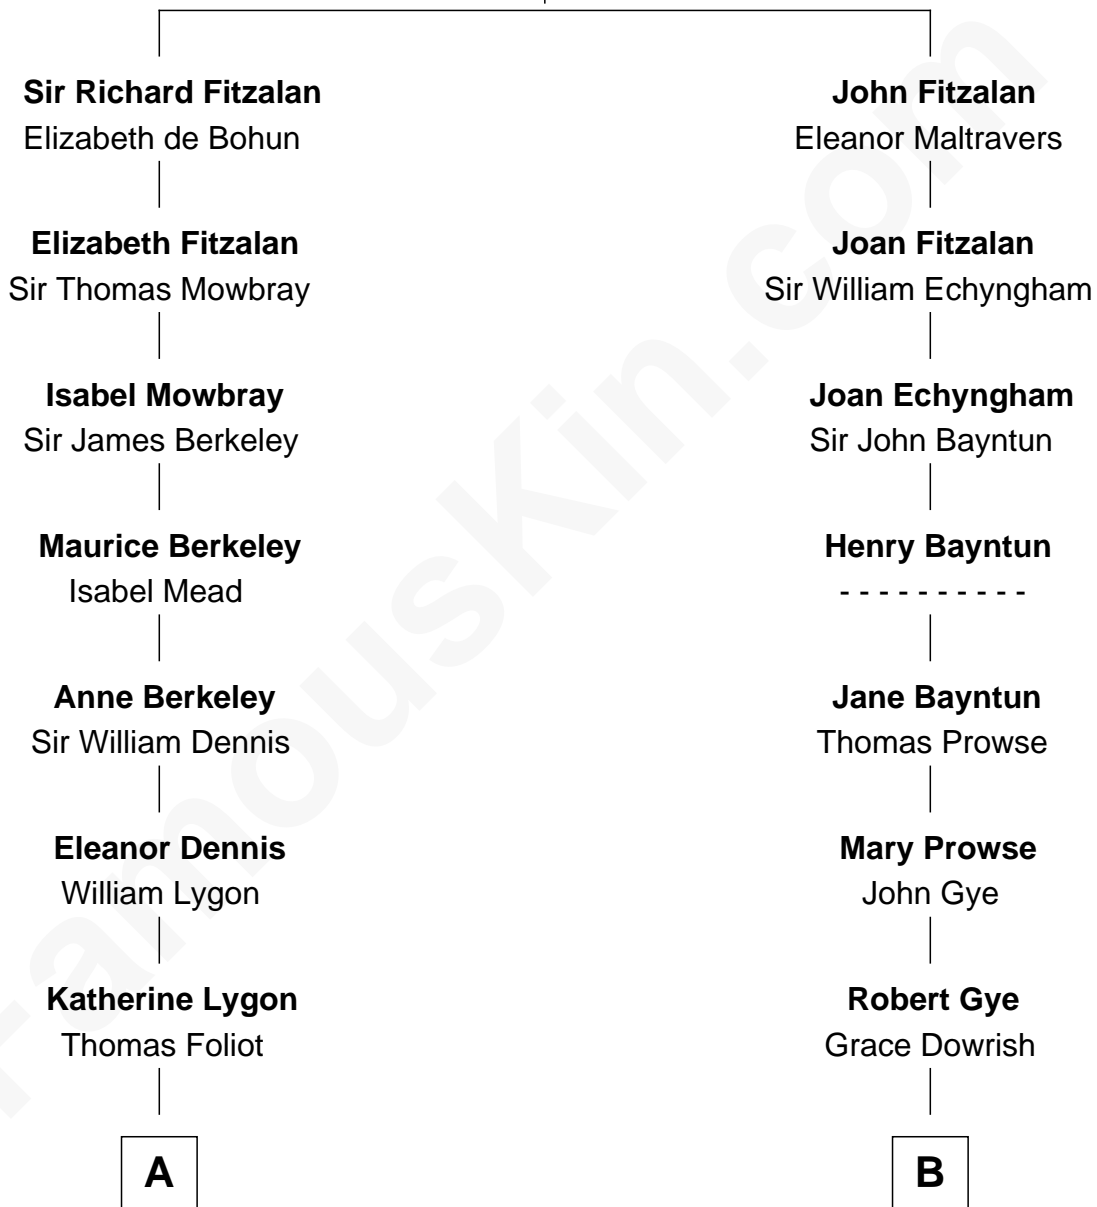 Sir Richard Fitzalan
Elizabeth de Bohun
Elizabeth Fitzalan
Sir Thomas Mowbray
Isabel Mowbray
Sir James Berkeley
Maurice Berkeley
Isabel Mead
Anne Berkeley
Sir William Dennis
Eleanor Dennis
William Lygon
Katherine Lygon
Thomas Foliot
A
John Fitzalan
Eleanor Maltravers
Joan Fitzalan
Sir William Echyngham
Joan Echyngham
Sir John Bayntun
Henry Bayntun
- - - - - - - - - -
Jane Bayntun
Thomas Prowse
Mary Prowse
John Gye
Robert Gye
Grace Dowrish
B
FamousKin.com